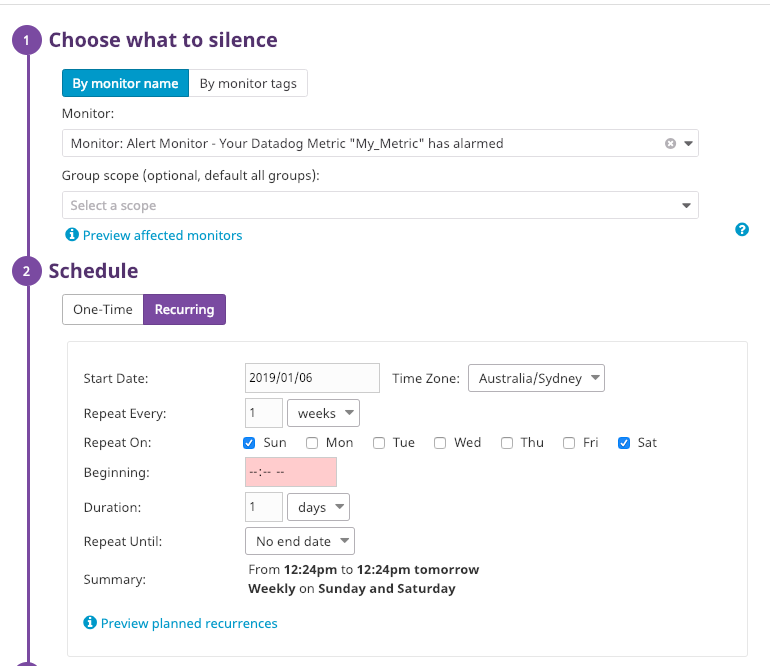 1 Choose what to silence
By monitor name By monitor tags
Monitor:
Monitor: Alert Monitor - Your Datadog Metric "My_Metric" has alarmed
Group scope (optional, default all groups):
Select a scope
Preview affected monitors
2 Schedule
One-Time Recurring
Start Date: 2019/01/06 Time Zone: Australia/Sydney
Repeat Every: 1 weeks
Repeat On: Sun Mon Tue Wed Thu Fri Sat
Beginning: --:-- --
Duration: 1 days
Repeat Until: No end date
Summary: From 12:24pm to 12:24pm tomorrow
Weekly on Sunday and Saturday
Preview planned recurrences